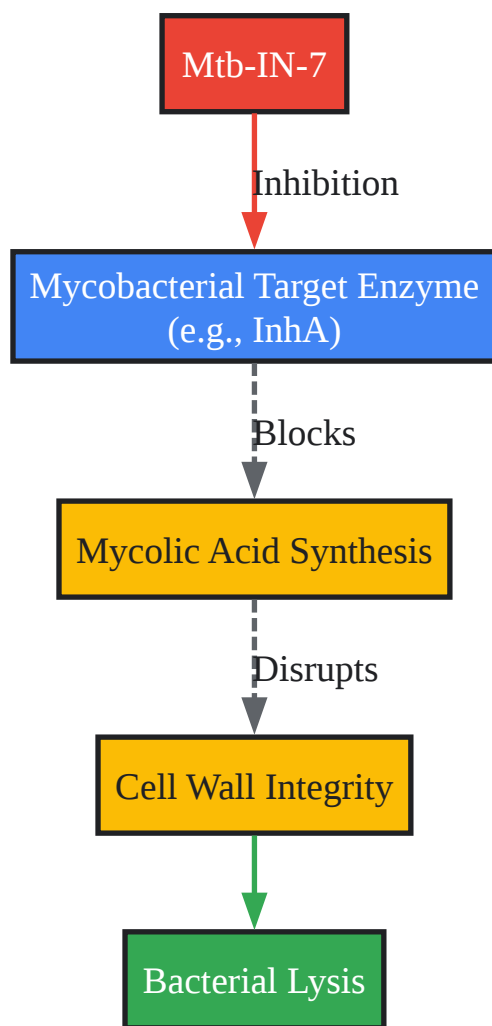 Mtb-IN-7
Inhibition
Mycobacterial Target Enzyme
(e.g., InhA)
Blocks
Mycolic Acid Synthesis
Disrupts
Cell Wall Integrity
Bacterial Lysis